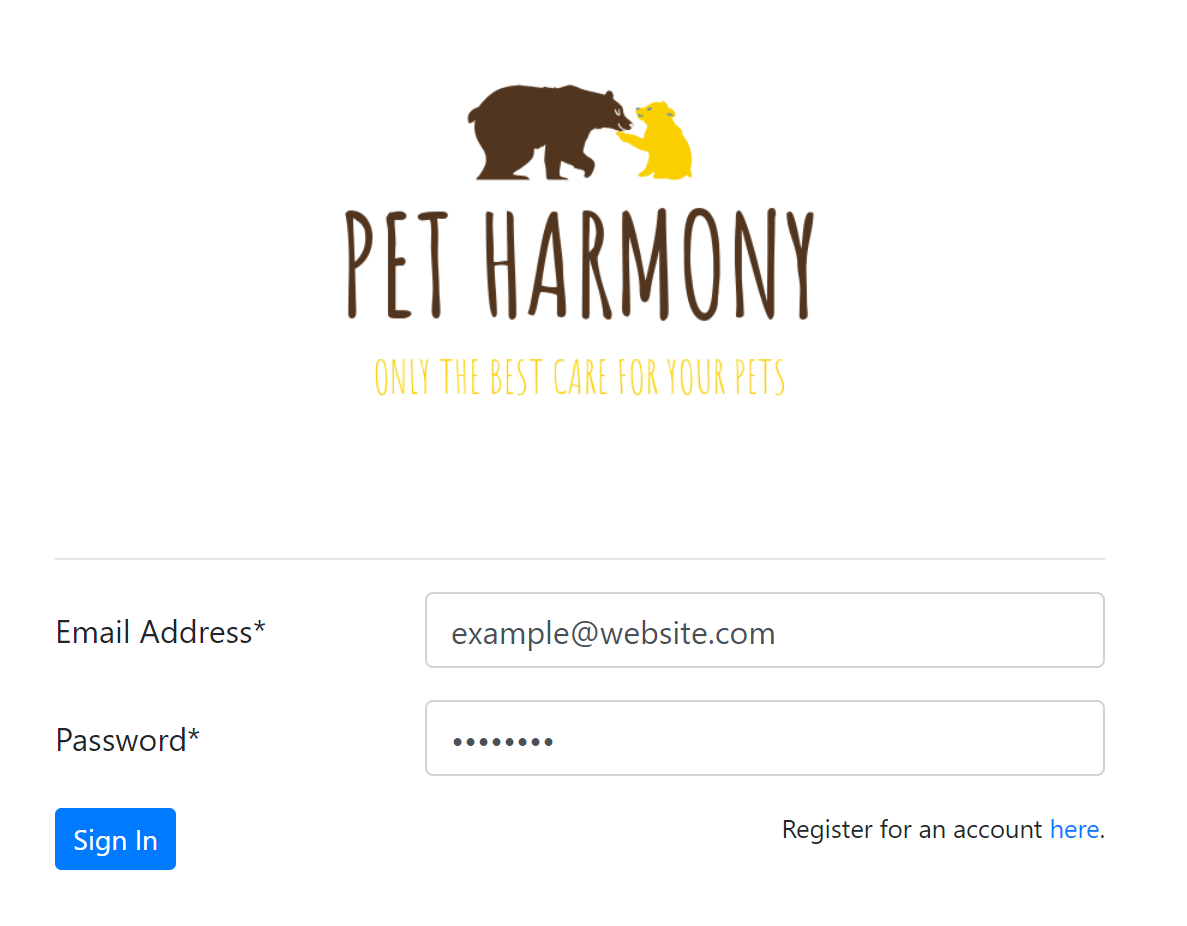 PET HARMONY
ONLY THE BEST CARE FOR YOUR PETS
Email Address* example@website.com
Password* ••••••••
Sign In Register for an account here.